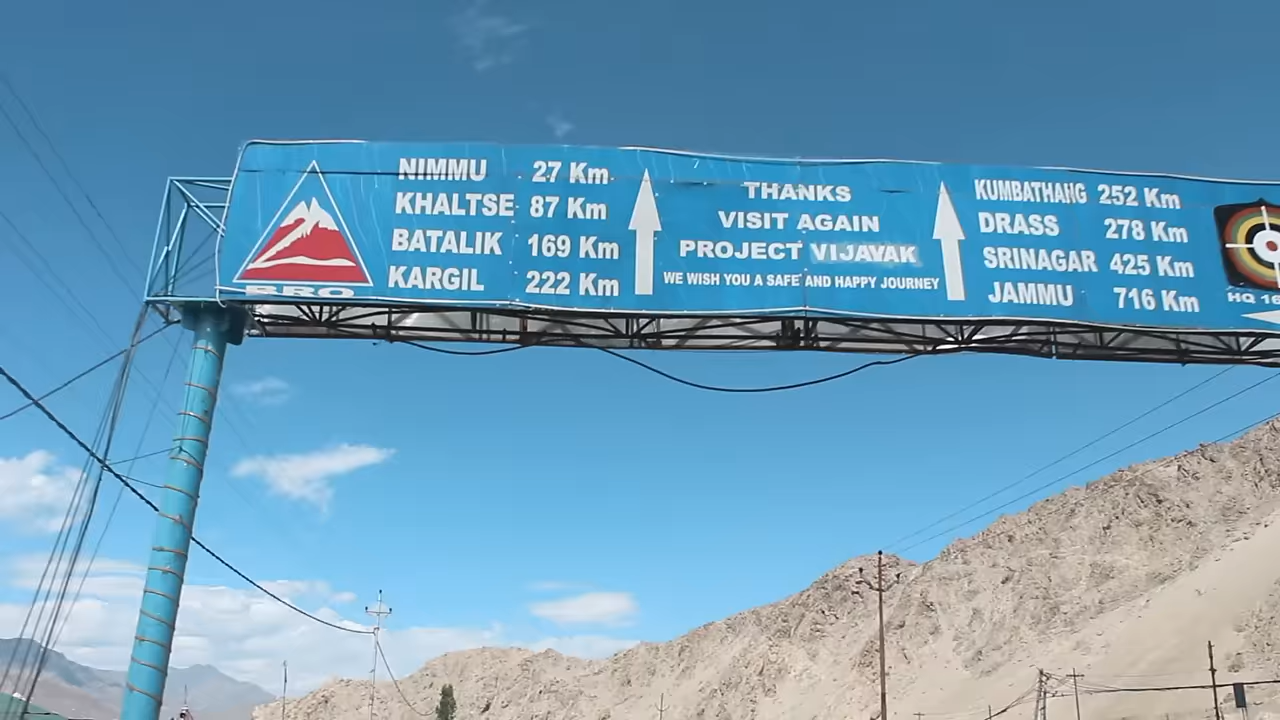 NIMMU 27 Km
KHALTSE 87 Km
BATALIK 169 Km
KARGIL 222 Km
BRO
THANKS
VISIT AGAIN
PROJECT VIJAYAK
WE WISH YOU A SAFE AND HAPPY JOURNEY
KUMBATHANG 252 Km
DRASS 278 Km
SRINAGAR 425 Km
JAMMU 716 Km
HQ